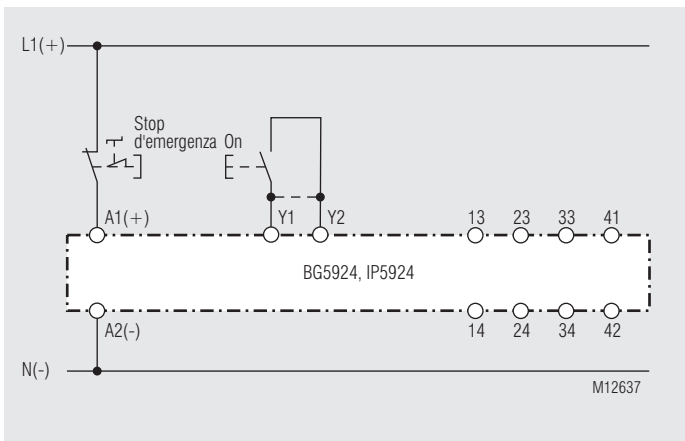 L1(+)
Stop
d'emergenza On
A1(+) Y1 Y2 13 23 33 41
BG5924, IP5924
A2(-) 14 24 34 42
N(-)
M12637